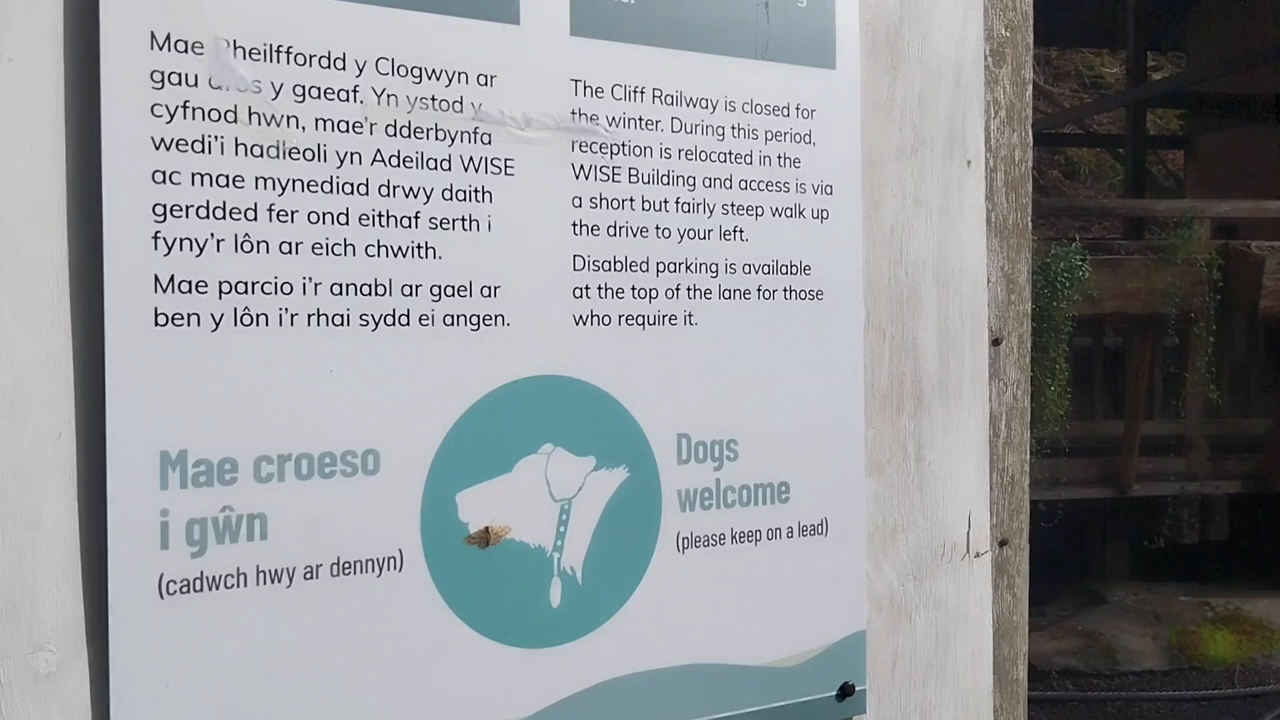 Mae Rheilffordd y Clogwyn ar
gau dros y gaeaf. Yn ystod y
cyfnod hwn, mae'r dderbynfa
wedi'i hadleoli yn Adeilad WISE
ac mae mynediad drwy daith
gerdded fer ond eithaf serth i
fyny'r lôn ar eich chwith.
Mae parcio i'r anabl ar gael ar
ben y lôn i'r rhai sydd ei angen.
The Cliff Railway is closed for
the winter. During this period,
reception is relocated in the
WISE Building and access is via
a short but fairly steep walk up
the drive to your left.
Disabled parking is available
at the top of the lane for those
who require it.
Mae croeso
i gŵn
(cadwch hwy ar dennyn)
Dogs
welcome
(please keep on a lead)